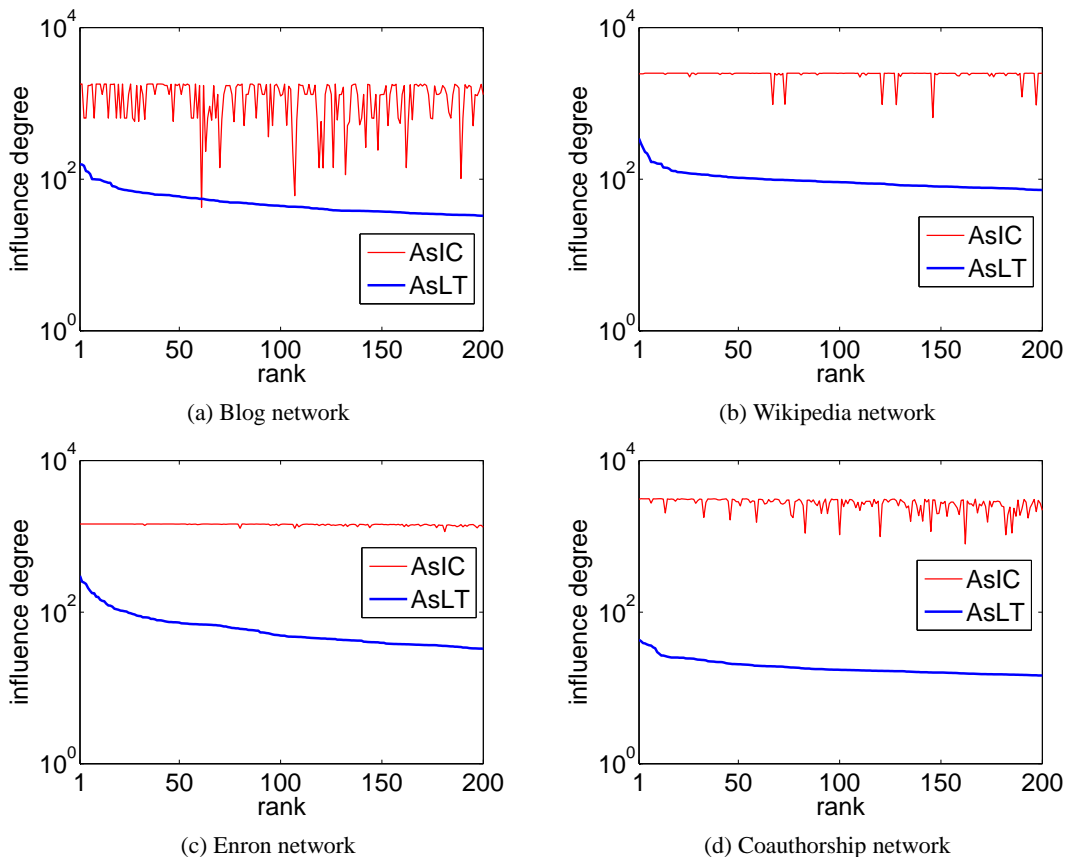 10^4
10^2
10^0
influence degree
AsIC
AsLT
1 50 100 150 200
rank
(a) Blog network
10^4
10^2
10^0
influence degree
AsIC
AsLT
1 50 100 150 200
rank
(b) Wikipedia network
10^4
10^2
10^0
influence degree
AsIC
AsLT
1 50 100 150 200
rank
(c) Enron network
10^4
10^2
10^0
influence degree
AsIC
AsLT
1 50 100 150 200
rank
(d) Coauthorship network